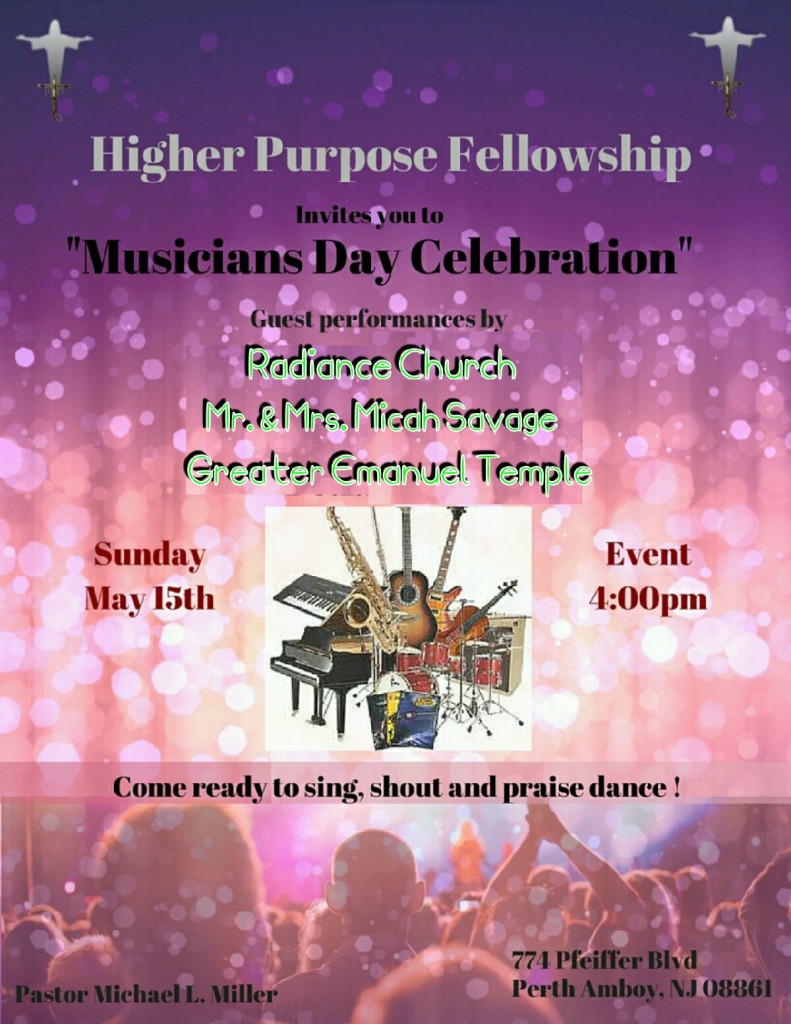 Higher Purpose Fellowship
Invites you to
"Musicians Day Celebration"
Guest performances by
Radiance Church
Mr. & Mrs. Micah Savage
Greater Emanuel Temple
Sunday
May 15th
Event
4:00pm
Come ready to sing, shout and praise dance !
774 Pfeiffer Blvd
Perth Amboy, NJ 08861
Pastor Michael L. Miller